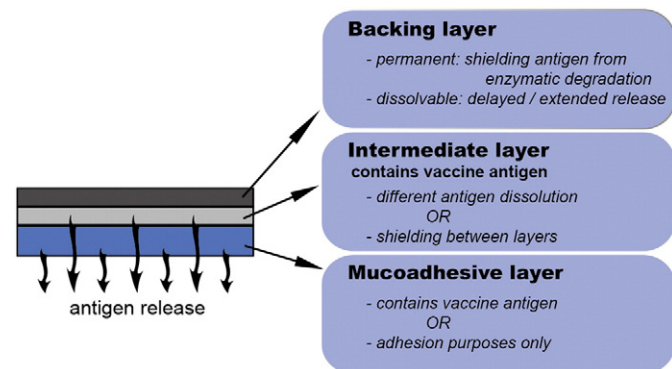 Backing layer
- permanent: shielding antigen from
enzymatic degradation
- dissolvable: delayed / extended release
Intermediate layer
contains vaccine antigen
- different antigen dissolution
OR
- shielding between layers
Mucoadhesive layer
- contains vaccine antigen
OR
- adhesion purposes only
antigen release